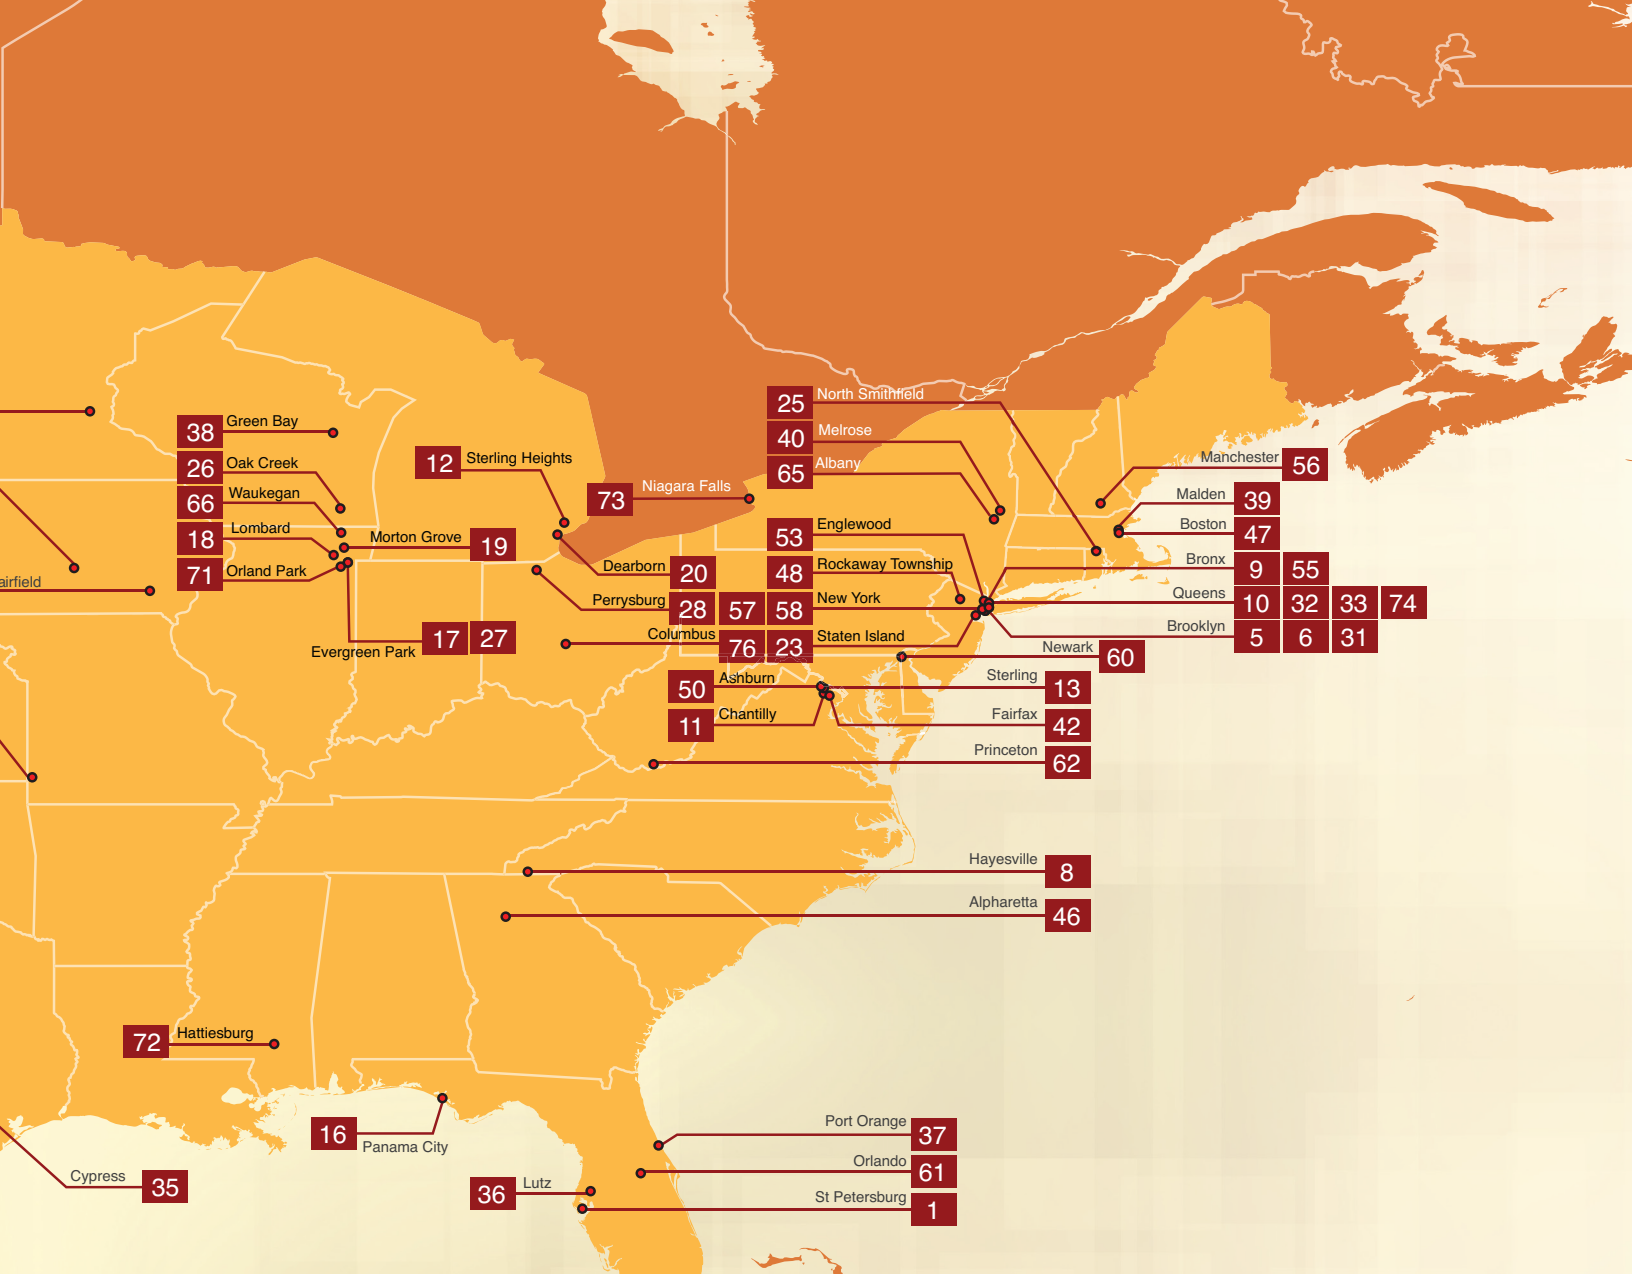 25 North Smithfield
40 Melrose
65 Albany
38 Green Bay
26 Oak Creek
66 Waukegan
18 Lombard
71 Orland Park
12 Sterling Heights
73 Niagara Falls
Morton Grove 19
Evergreen Park 17 27
Dearborn 20
Perrysburg 28 57 58 New York
Columbus 76 23 Staten Island
53 Englewood
48 Rockaway Township
Manchester 56
Malden 39
Boston 47
Bronx 9 55
Queens 10 32 33 74
Brooklyn 5 6 31
Newark 60
50 Ashburn
11 Chantilly
Sterling 13
Fairfax 42
Princeton 62
airfield
Hayesville 8
Alpharetta 46
72 Hattiesburg
16 Panama City
Cypress 35
36 Lutz
Port Orange 37
Orlando 61
St Petersburg 1